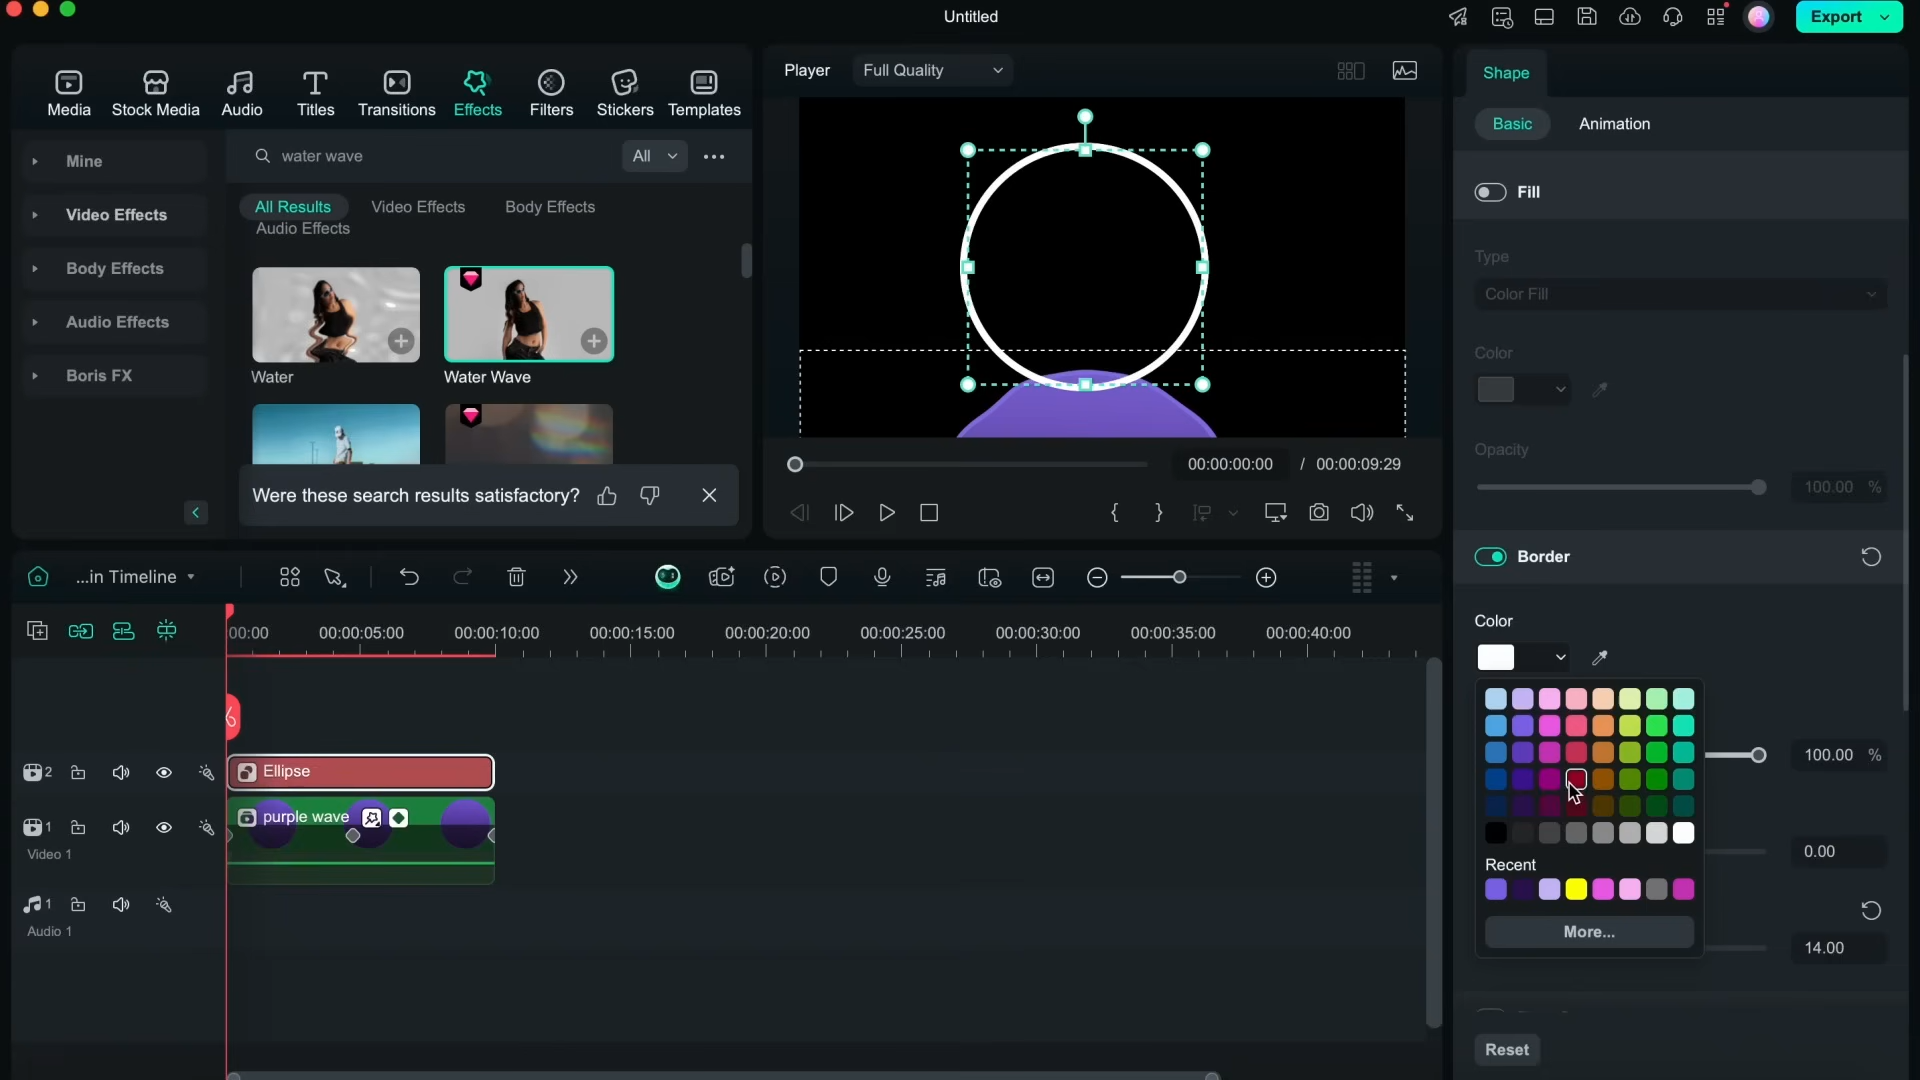 Untitled
Export
Media
Stock Media
Audio
Titles
Transitions
Effects
Filters
Stickers
Templates
Mine
Video Effects
Body Effects
Audio Effects
Boris FX
water wave
All
All Results
Video Effects
Body Effects
Audio Effects
Water
Water Wave
Were these search results satisfactory?
Player
Full Quality
00:00:00:00 / 00:00:09:29
Shape
Basic
Animation
Fill
Type
Color Fill
Color
Opacity
100.00 %
Border
Color
100.00 %
0.00
14.00
Recent
More...
Reset
...in Timeline
00:00
00:00:05:00
00:00:10:00
00:00:15:00
00:00:20:00
00:00:25:00
00:00:30:00
00:00:35:00
00:00:40:00
2
Ellipse
1
purple wave
Video 1
1
Audio 1